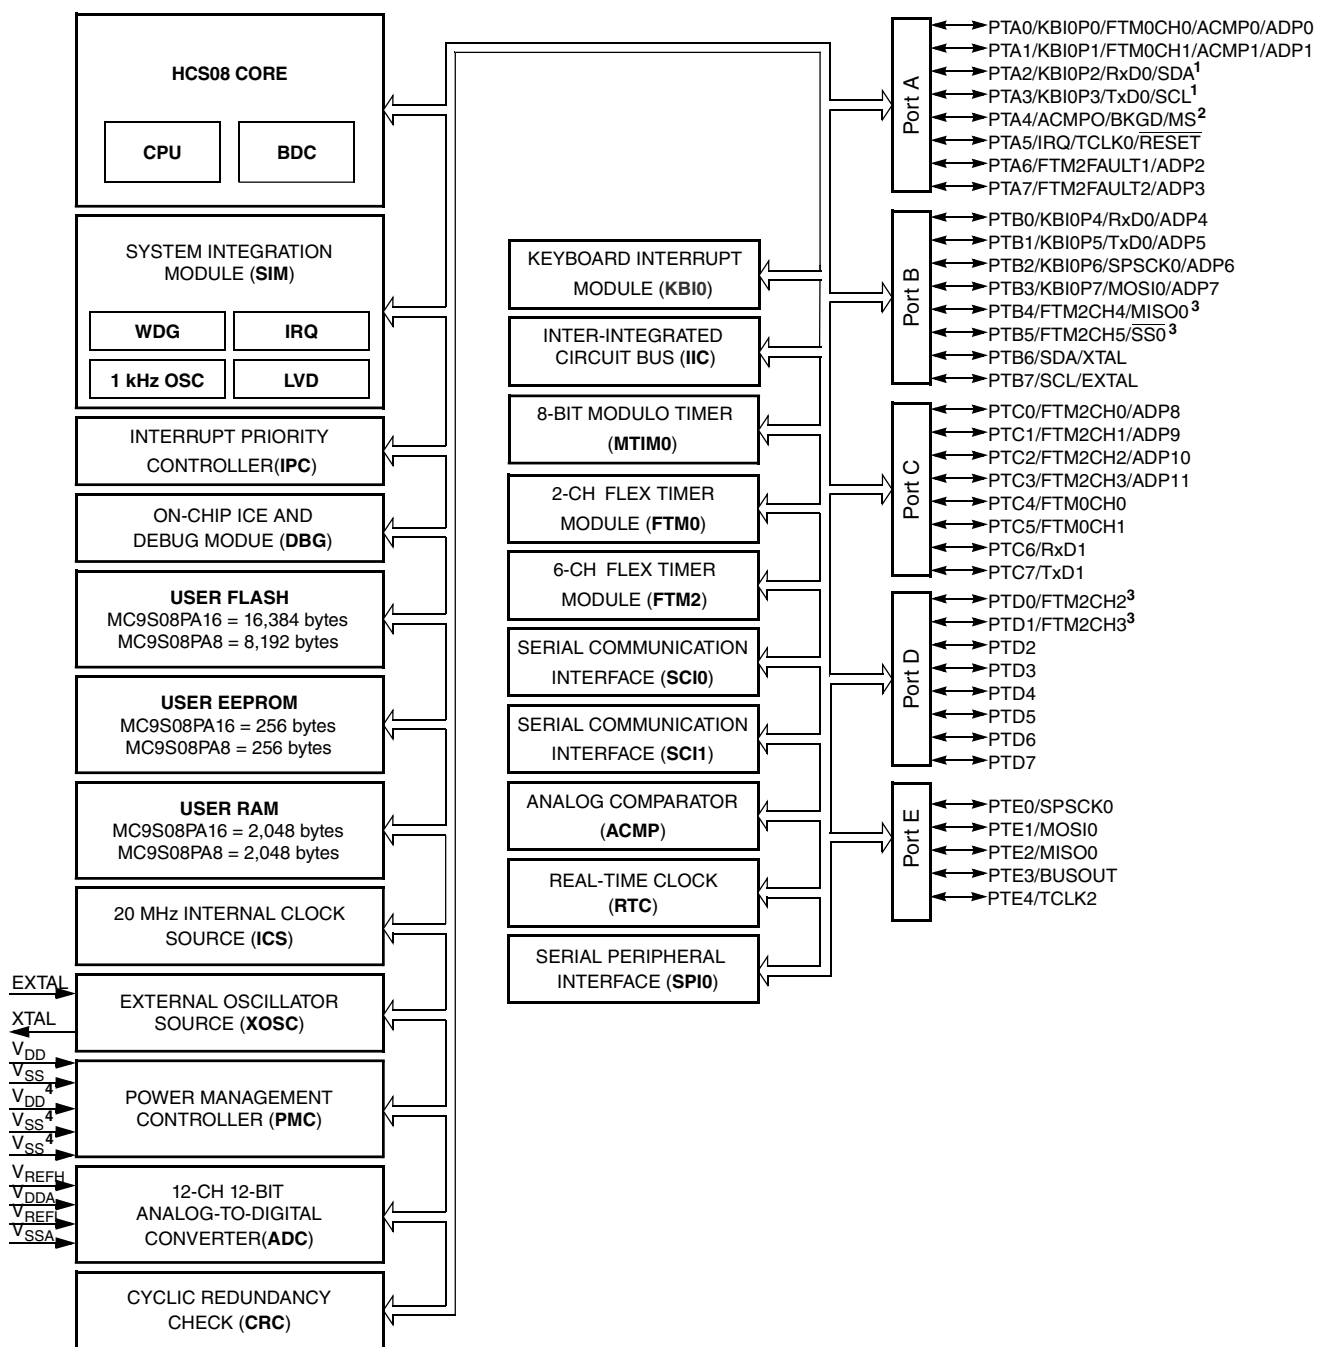 HCS08 CORE
CPU
BDC
SYSTEM INTEGRATION
MODULE (SIM)
WDG
IRQ
1 kHz OSC
LVD
INTERRUPT PRIORITY
CONTROLLER(IPC)
ON-CHIP ICE AND
DEBUG MODUE (DBG)
USER FLASH
MC9S08PA16 = 16,384 bytes
MC9S08PA8 = 8,192 bytes
USER EEPROM
MC9S08PA16 = 256 bytes
MC9S08PA8 = 256 bytes
USER RAM
MC9S08PA16 = 2,048 bytes
MC9S08PA8 = 2,048 bytes
20 MHz INTERNAL CLOCK
SOURCE (ICS)
EXTAL
XTAL
EXTERNAL OSCILLATOR
SOURCE (XOSC)
VDD
VSS
VDD4
VSS4
VSS4
POWER MANAGEMENT
CONTROLLER (PMC)
VREFH
VDDA
VREFL
VSSA
12-CH 12-BIT
ANALOG-TO-DIGITAL
CONVERTER(ADC)
CYCLIC REDUNDANCY
CHECK (CRC)
KEYBOARD INTERRUPT
MODULE (KBI0)
INTER-INTEGRATED
CIRCUIT BUS (IIC)
8-BIT MODULO TIMER
(MTIM0)
2-CH FLEX TIMER
MODULE (FTM0)
6-CH FLEX TIMER
MODULE (FTM2)
SERIAL COMMUNICATION
INTERFACE (SCI0)
SERIAL COMMUNICATION
INTERFACE (SCI1)
ANALOG COMPARATOR
(ACMP)
REAL-TIME CLOCK
(RTC)
SERIAL PERIPHERAL
INTERFACE (SPI0)
Port A
PTA0/KBI0P0/FTM0CH0/ACMP0/ADP0
PTA1/KBI0P1/FTM0CH1/ACMP1/ADP1
PTA2/KBI0P2/RxD0/SDA1
PTA3/KBI0P3/TxD0/SCL1
PTA4/ACMPO/BKGD/MS2
PTA5/IRQ/TCLK0/RESET
PTA6/FTM2FAULT1/ADP2
PTA7/FTM2FAULT2/ADP3
Port B
PTB0/KBI0P4/RxD0/ADP4
PTB1/KBI0P5/TxD0/ADP5
PTB2/KBI0P6/SPSCK0/ADP6
PTB3/KBI0P7/MOSI0/ADP7
PTB4/FTM2CH4/MISO0 3
PTB5/FTM2CH5/SS0 3
PTB6/SDA/XTAL
PTB7/SCL/EXTAL
Port C
PTC0/FTM2CH0/ADP8
PTC1/FTM2CH1/ADP9
PTC2/FTM2CH2/ADP10
PTC3/FTM2CH3/ADP11
PTC4/FTM0CH0
PTC5/FTM0CH1
PTC6/RxD1
PTC7/TxD1
Port D
PTD0/FTM2CH23
PTD1/FTM2CH33
PTD2
PTD3
PTD4
PTD5
PTD6
PTD7
Port E
PTE0/SPSCK0
PTE1/MOSI0
PTE2/MISO0
PTE3/BUSOUT
PTE4/TCLK2